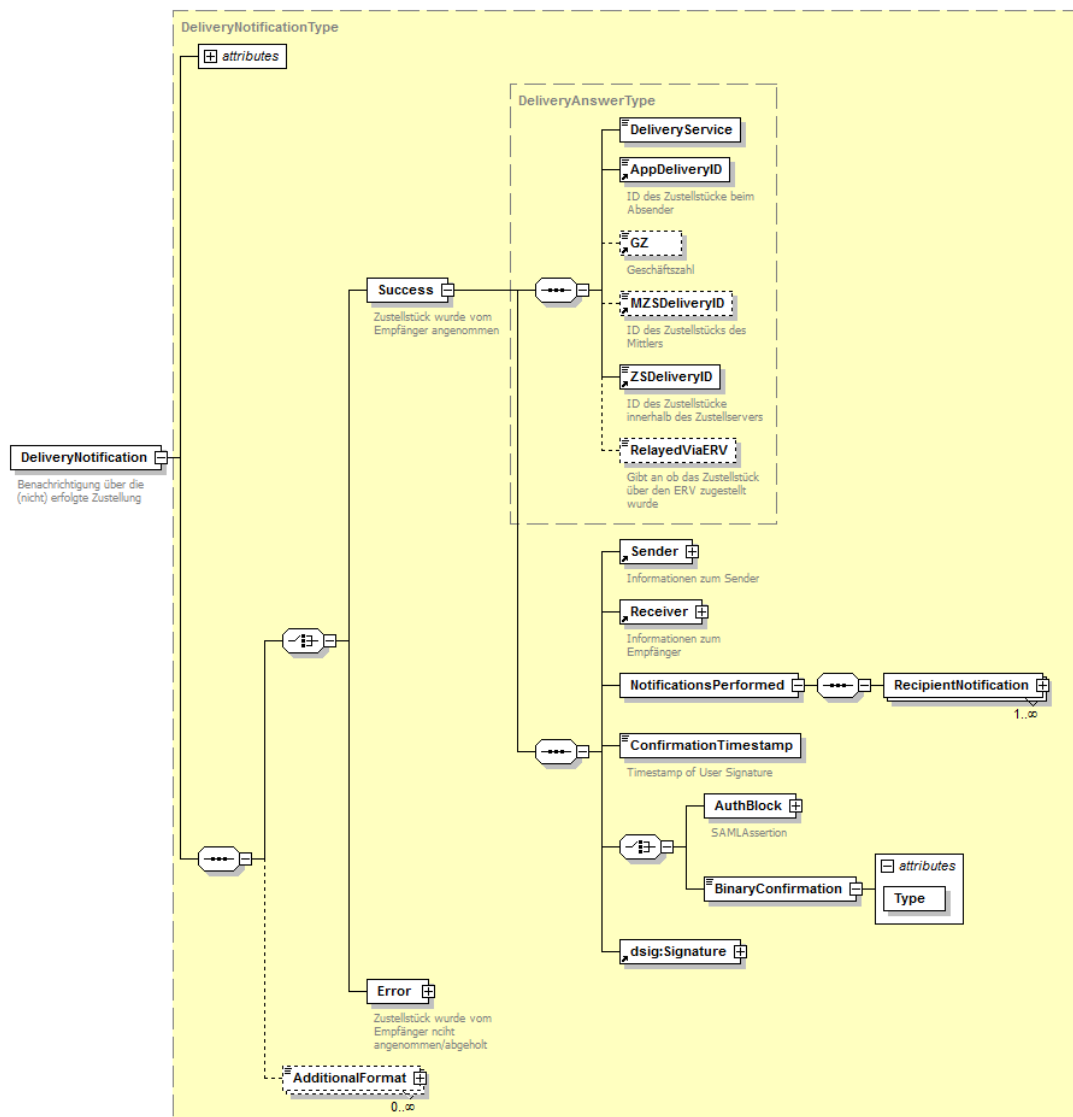 DeliveryNotificationType
attributes
DeliveryAnswerType
DeliveryService
AppDeliveryID
ID des Zustellstücke beim
Absender
GZ
Geschäftszahl
Success
Zustellstück wurde vom
Empfänger angenommen
MZSDeliveryID
ID des Zustellstücks des
Mittlers
ZSDeliveryID
ID des Zustellstücke
innerhalb des Zustellservers
RelayedViaERV
Gibt an ob das Zustellstück
über den ERV zugestellt
wurde
DeliveryNotification
Benachrichtigung über die
(nicht) erfolgte Zustellung
Sender
Informationen zum Sender
Receiver
Informationen zum
Empfänger
NotificationsPerformed
RecipientNotification
1..∞
ConfirmationTimestamp
Timestamp of User Signature
AuthBlock
SAMLAssertion
BinaryConfirmation
attributes
Type
dsig:Signature
Error
Zustellstück wurde vom
Empfänger nciht
angenommen/abgeholt
AdditionalFormat
0..∞